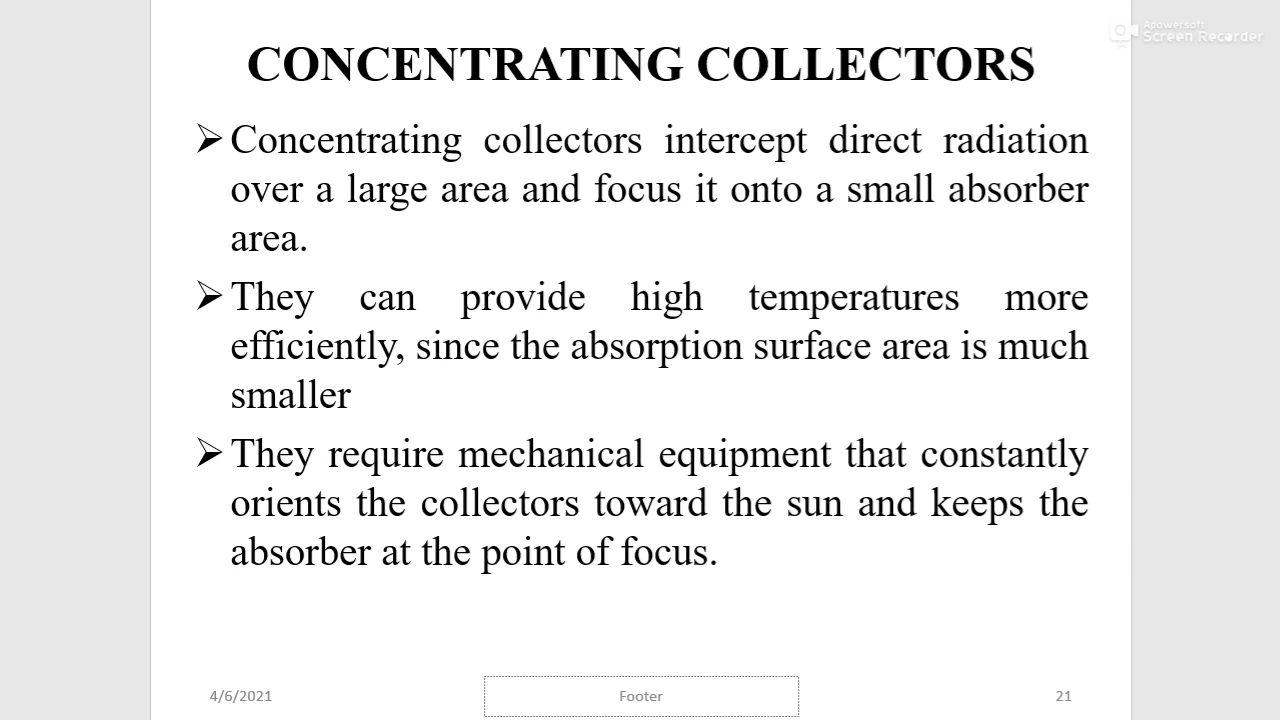 Apowersoft
Screen Recorder
CONCENTRATING COLLECTORS
➢ Concentrating collectors intercept direct radiation
over a large area and focus it onto a small absorber
area.
➢ They can provide high temperatures more
efficiently, since the absorption surface area is much
smaller
➢ They require mechanical equipment that constantly
orients the collectors toward the sun and keeps the
absorber at the point of focus.
4/6/2021
Footer
21